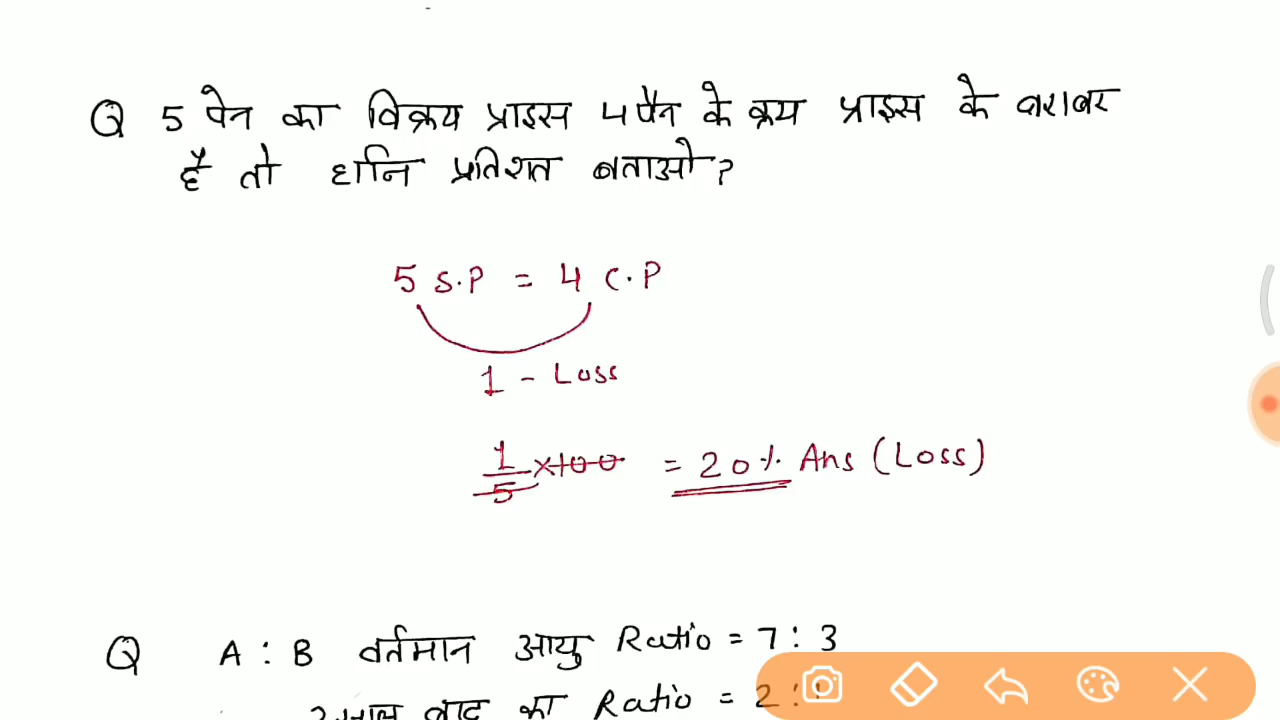 Q 5 पेन का विक्रय प्राइस 4 पैन के क्रय प्राइस के बराबर
है तो हानि प्रतिशत बताओ?
5 S.P = 4 C.P
1 - Loss
1/5 ×100 = 20% Ans (Loss)
Q A : B वर्तमान आयु Ratio = 7 : 3
2 साल बाद का Ratio = 2 :